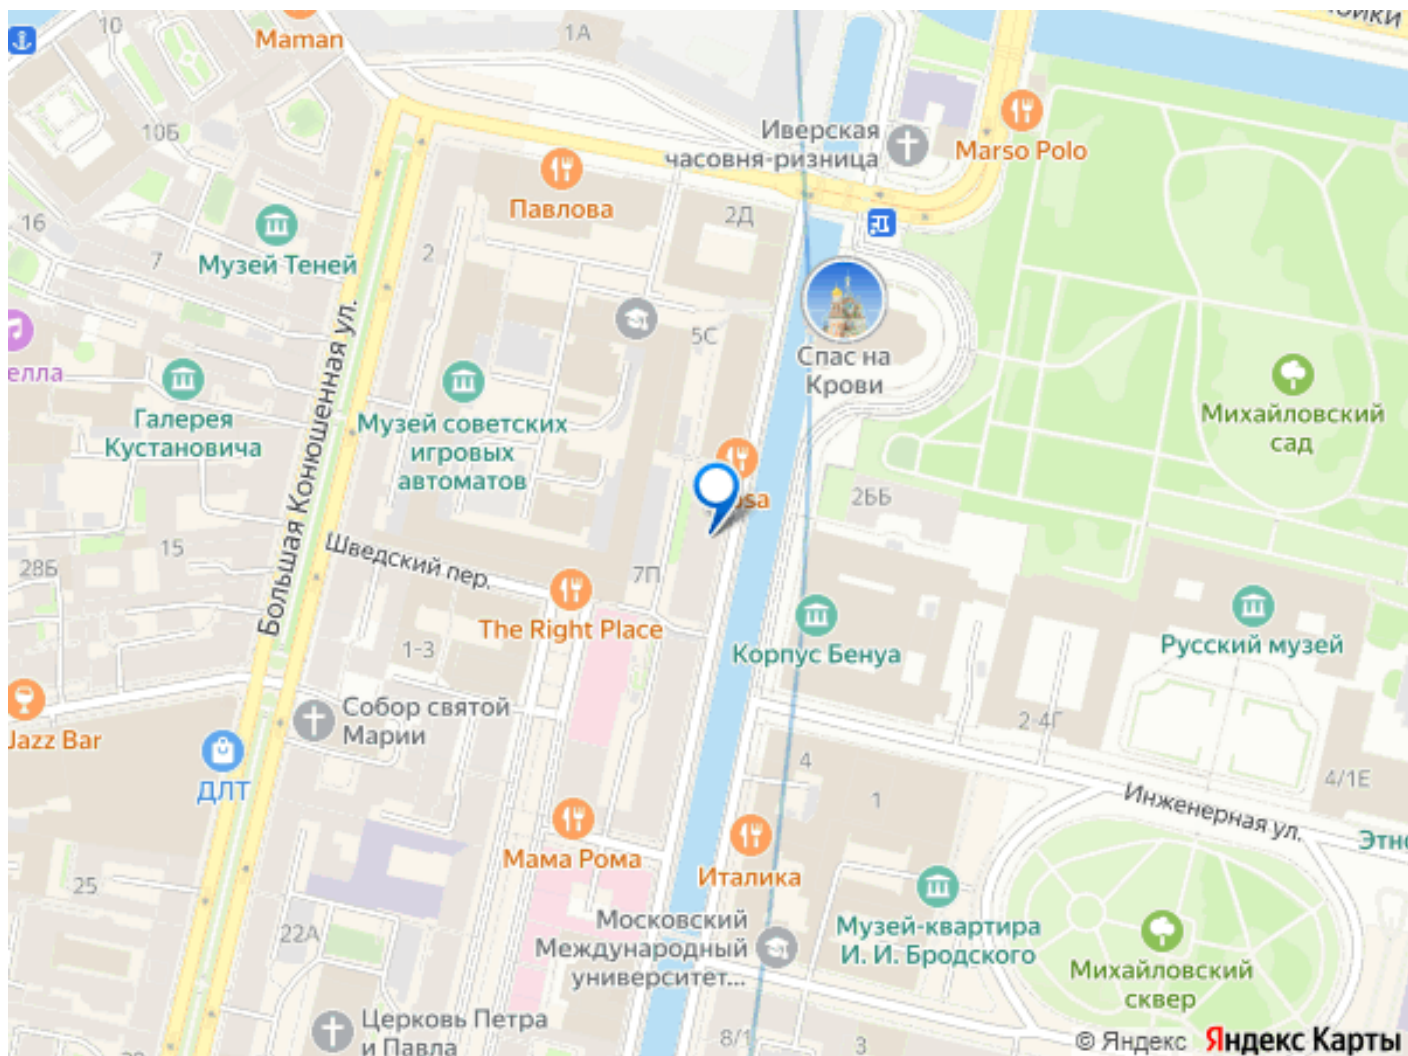 10
Maman
1А
10Б
Иверская
часовня-ризница
Marso Polo
Павлова
2Д
16
7
Музей Теней
2
5С
Спас на
Крови
Михайловский
сад
Галерея
Кустановича
Музей советских
игровых
автоматов
Большая Конюшенная ул.
2ББ
15
28Б
Шведский пер.
7П
The Right Place
Корпус Бенуа
Русский музей
1-3
Собор святой
Марии
2-4Г
Jazz Bar
ДЛТ
4
1
4/1Е
Инженерная ул.
Мама Рома
Италика
25
22А
Московский
Международный
университет...
Музей-квартира
И. И. Бродского
Михайловский
сквер
Церковь Петра
и Павла
8/1
3
© Яндекс Яндекс Карты